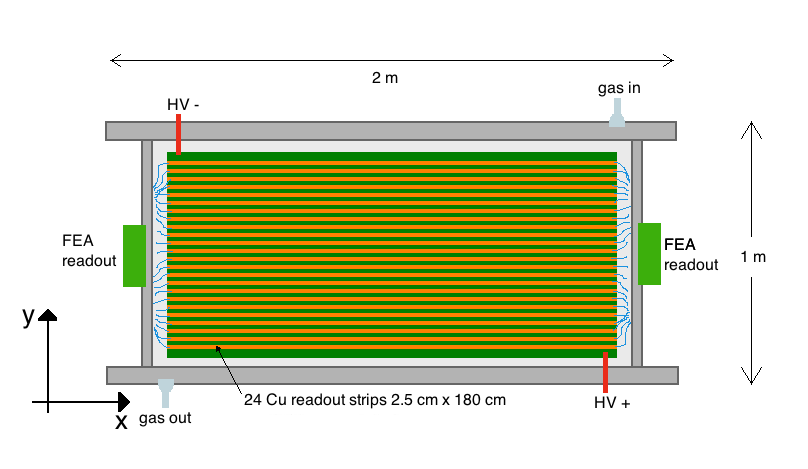 2 m
HV -
gas in
FEA
readout
FEA
readout
1 m
y
x
gas out
24 Cu readout strips 2.5 cm x 180 cm
HV +